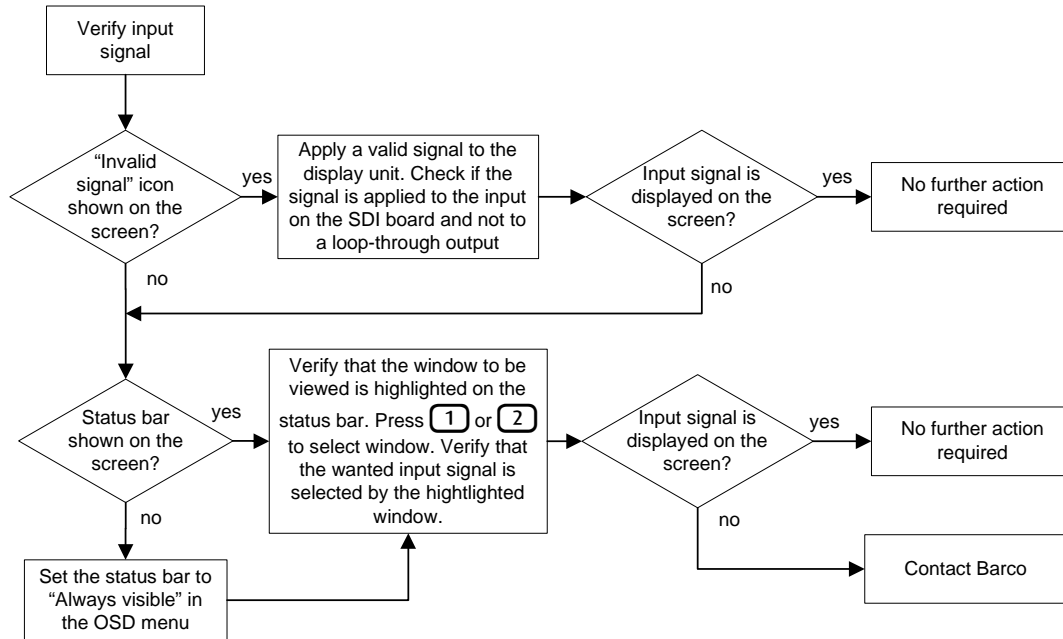 Verify input
signal
“Invalid
signal” icon
shown on the
screen?
yes
Apply a valid signal to the
display unit. Check if the
signal is applied to the input
on the SDI board and not to
a loop-through output
Input signal is
displayed on the
screen?
yes
No further action
required
no
no
Status bar
shown on the
screen?
yes
Verify that the window to be
viewed is highlighted on the
status bar. Press 1 or 2
to select window. Verify that
the wanted input signal is
selected by the hightlighted
window.
Input signal is
displayed on the
screen?
yes
No further action
required
no
no
Set the status bar to
“Always visible” in
the OSD menu
Contact Barco